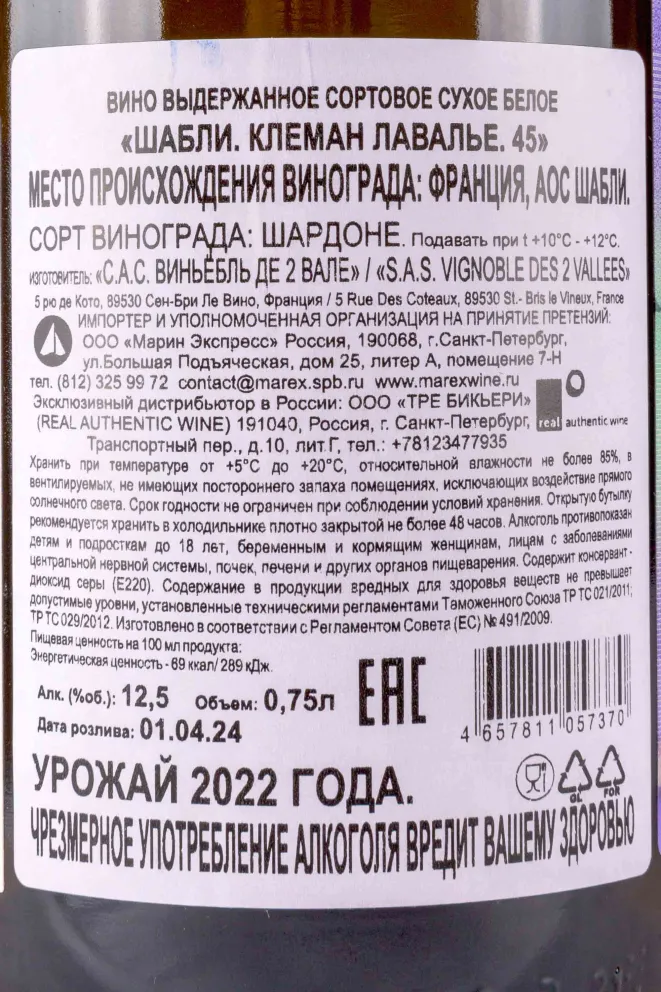 ВИНО ВЫДЕРЖАННОЕ СОРТОВОЕ СУХОЕ БЕЛОЕ
«ШАБЛИ. КЛЕМАН ЛАВАЛЬЕ. 45»
МЕСТО ПРОИСХОЖДЕНИЯ ВИНОГРАДА: ФРАНЦИЯ, АОС ШАБЛИ.
СОРТ ВИНОГРАДА: ШАРДОНЕ. Подавать при t +10°С - +12°С.
ИЗГОТОВИТЕЛЬ: «С.А.С. ВИНЬЕБЛЬ ДЕ 2 ВАЛЕ» / «S.A.S. VIGNOBLE DES 2 VALLEES»
5 рю де Кото, 89530 Сен-Бри Ле Вино, Франция / 5 Rue Des Coteaux, 89530 St.- Bris le Vineux, France
ИМПОРТЕР И УПОЛНОМОЧЕННАЯ ОРГАНИЗАЦИЯ НА ПРИНЯТИЕ ПРЕТЕНЗИЙ:
ООО «Марин Экспресс» Россия, 190068, г.Санкт-Петербург,
ул.Большая Подъяческая, дом 25, литер А, помещение 7-Н
тел. (812) 325 99 72 contact@marex.spb.ru www.marexwine.ru
Эксклюзивный дистрибьютор в России: ООО «ТРЕ БИКЬЕРИ»
(REAL AUTHENTIC WINE) 191040, Россия, г. Санкт-Петербург,
real authentic wine
Транспортный пер., д.10, лит.Г, тел.: +78123477935
Хранить при температуре от +5°С до +20°С, относительной влажности не более 85%, в
вентилируемых, не имеющих постороннего запаха помещениях, исключающих воздействие прямого
солнечного света. Срок годности не ограничен при соблюдении условий хранения. Открытую бутылку
рекомендуется хранить в холодильнике плотно закрытой не более 48 часов. Алкоголь противопоказан
детям и подросткам до 18 лет, беременным и кормящим женщинам, лицам с заболеваниями
центральной нервной системы, почек, печени и других органов пищеварения. Содержит консервант -
диоксид серы (Е220). Содержание в продукции вредных для здоровья веществ не превышает
допустимые уровни, установленные техническими регламентами Таможенного Союза ТР ТС 021/2011;
ТР ТС 029/2012. Изготовлено в соответствии с Регламентом Совета (ЕС) № 491/2009.
Пищевая ценность на 100 мл продукта:
Энергетическая ценность - 69 ккал/ 289 кДж.
Алк. (%об.): 12,5 Объем: 0,75л
ЕАС
Дата розлива: 01.04.24
4 657811 057370
УРОЖАЙ 2022 ГОДА.
GL FOR
ЧРЕЗМЕРНОЕ УПОТРЕБЛЕНИЕ АЛКОГОЛЯ ВРЕДИТ ВАШЕМУ ЗДОРОВЬЮ